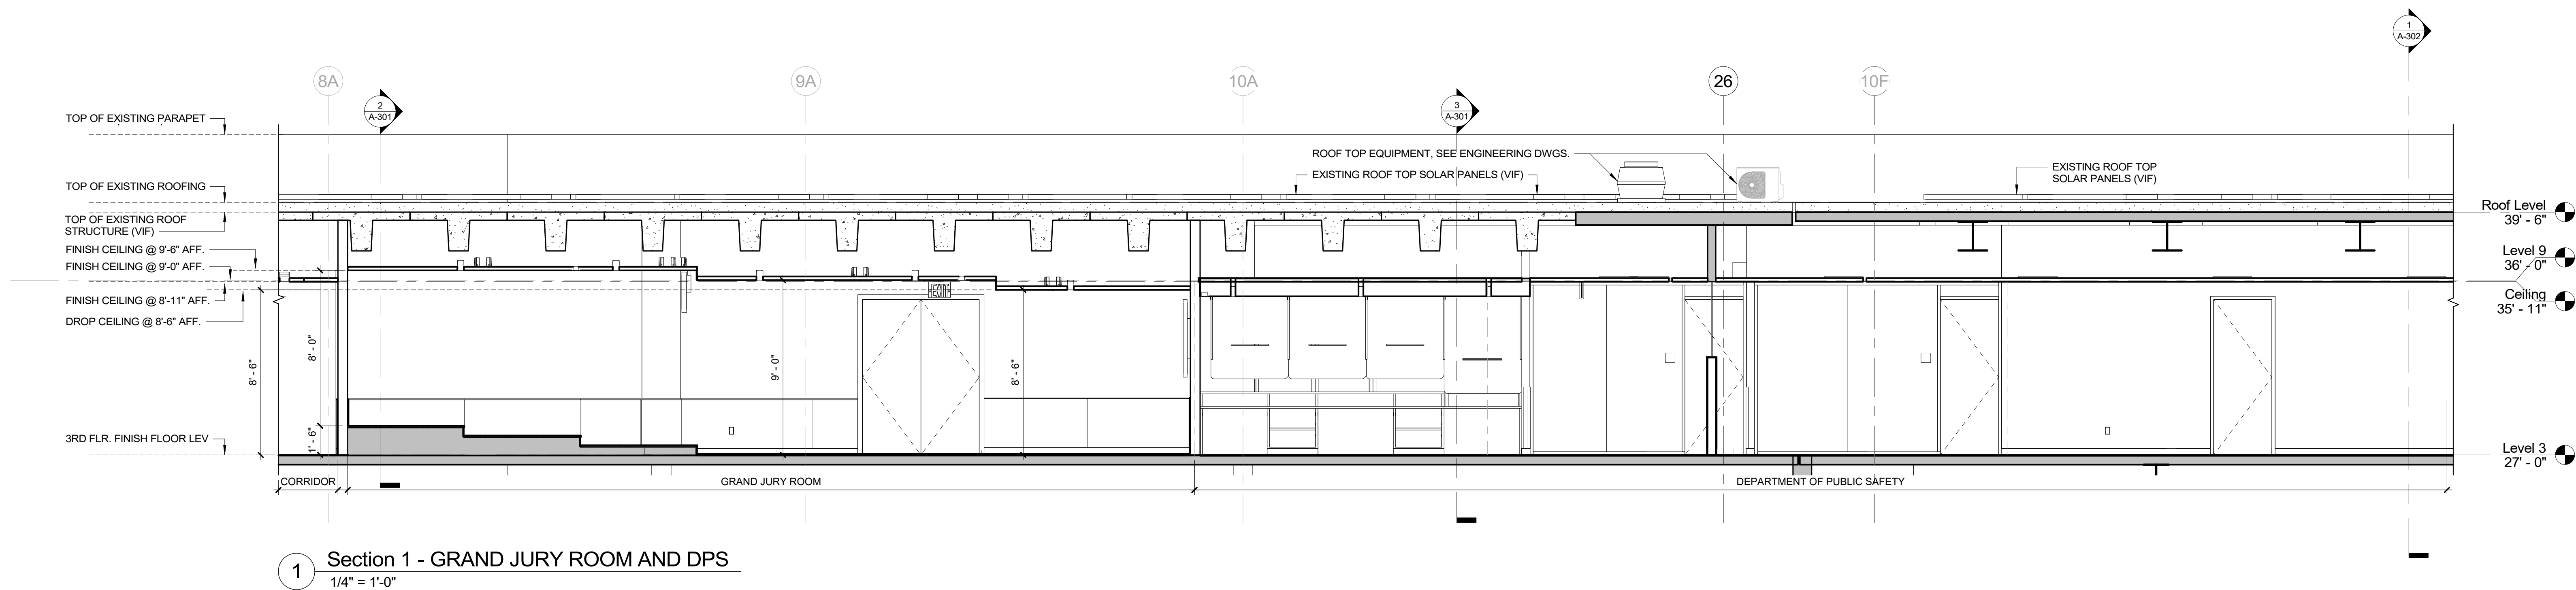 1
A-302
8A
9A
10A
26
10F
2
A-301
3
A-301
TOP OF EXISTING PARAPET
ROOF TOP EQUIPMENT, SEE ENGINEERING DWGS.
EXISTING ROOF TOP SOLAR PANELS (VIF)
EXISTING ROOF TOP
SOLAR PANELS (VIF)
TOP OF EXISTING ROOFING
TOP OF EXISTING ROOF
STRUCTURE (VIF)
FINISH CEILING @ 9'-6" AFF.
FINISH CEILING @ 9'-0" AFF.
FINISH CEILING @ 8'-11" AFF.
DROP CEILING @ 8'-6" AFF.
Roof Level
39' - 6"
Level 9
36' - 0"
Ceiling
35' - 11"
8' - 6"
8' - 0"
1' - 6"
9' - 0"
8' - 6"
3RD FLR. FINISH FLOOR LEV
Level 3
27' - 0"
CORRIDOR
GRAND JURY ROOM
DEPARTMENT OF PUBLIC SAFETY
1
Section 1 - GRAND JURY ROOM AND DPS
1/4" = 1'-0"